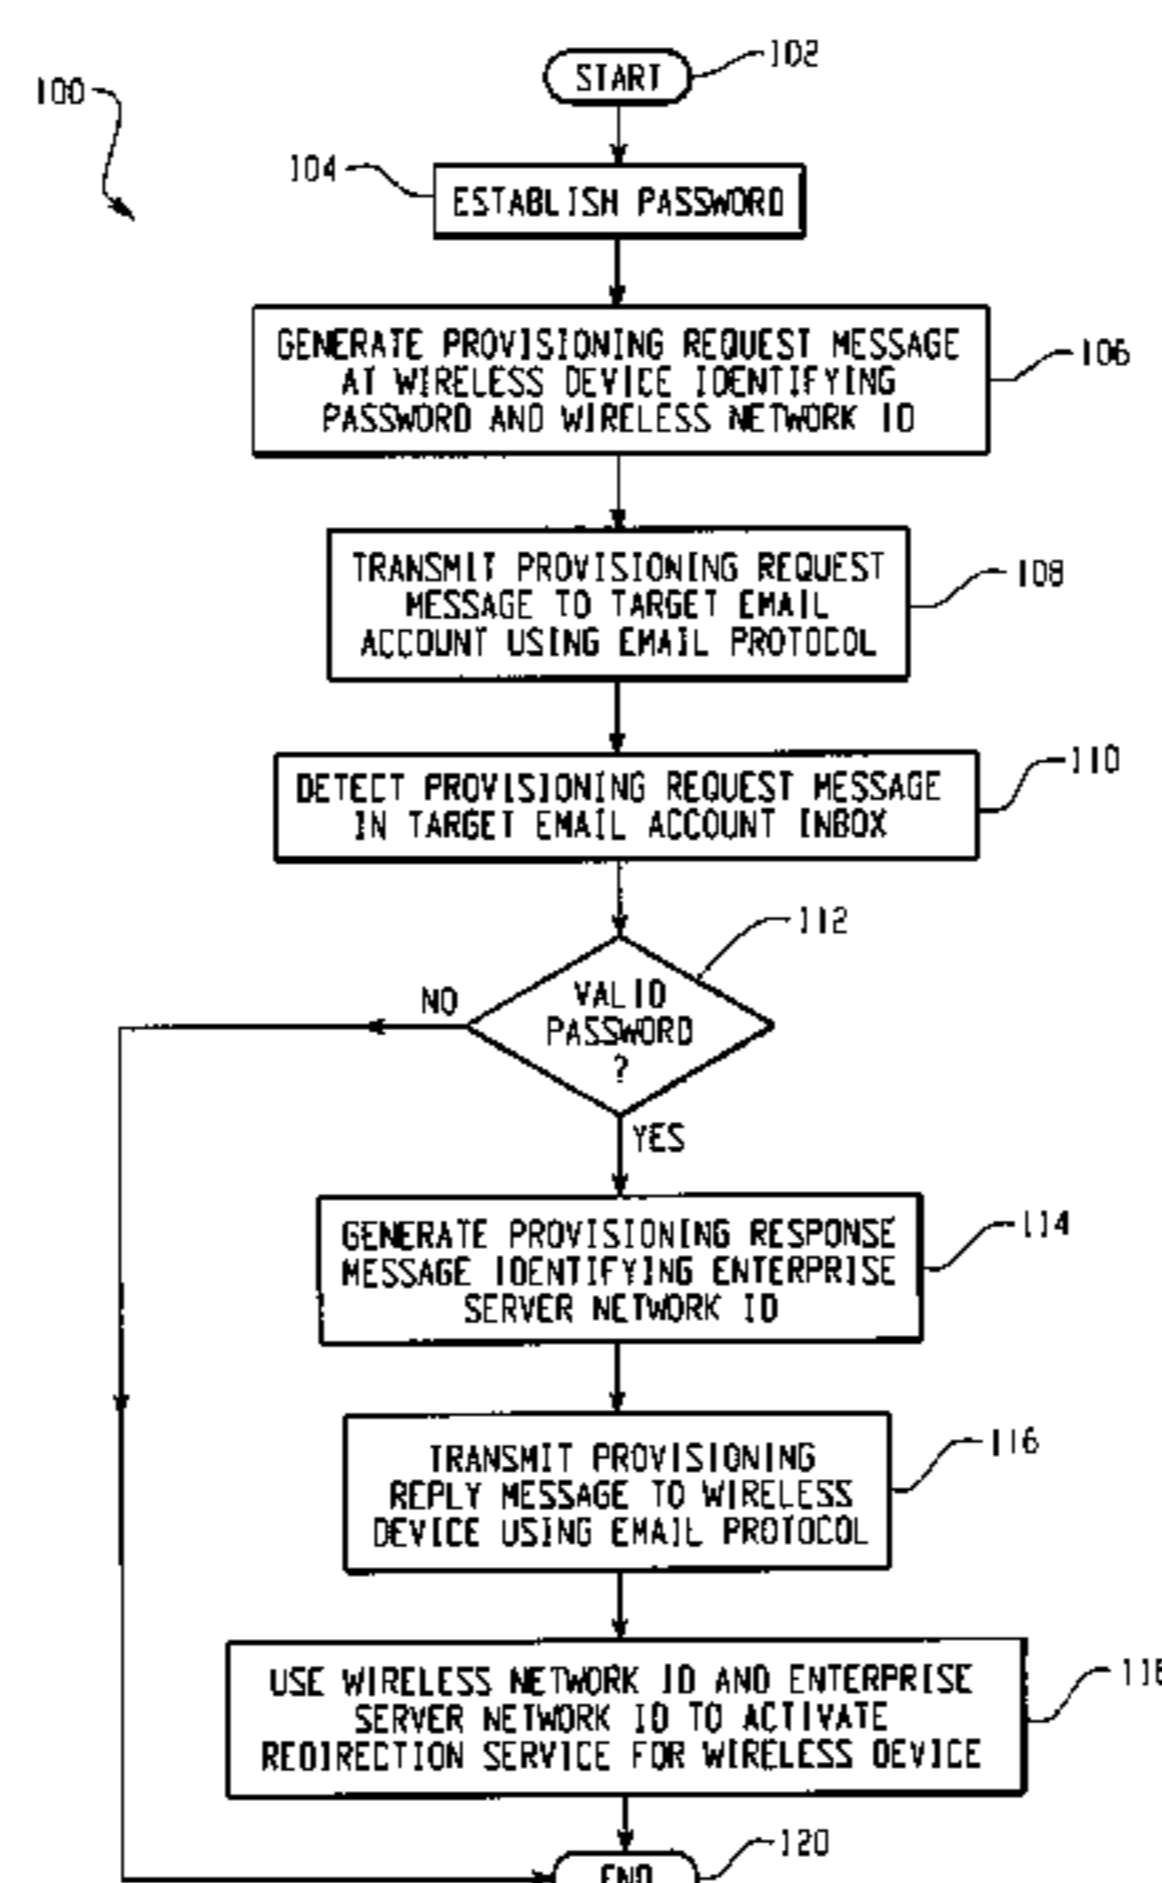 START
102
100
104
ESTABLISH PASSWORD
GENERATE PROVISIONING REQUEST MESSAGE
AT WIRELESS DEVICE IDENTIFYING
PASSWORD AND WIRELESS NETWORK ID
106
TRANSMIT PROVISIONING REQUEST
MESSAGE TO TARGET EMAIL
ACCOUNT USING EMAIL PROTOCOL
108
DETECT PROVISIONING REQUEST MESSAGE
IN TARGET EMAIL ACCOUNT INBOX
110
112
VALID
PASSWORD
?
NO
YES
GENERATE PROVISIONING RESPONSE
MESSAGE IDENTIFYING ENTERPRISE
SERVER NETWORK ID
114
TRANSMIT PROVISIONING
REPLY MESSAGE TO WIRELESS
DEVICE USING EMAIL PROTOCOL
116
USE WIRELESS NETWORK ID AND ENTERPRISE
SERVER NETWORK ID TO ACTIVATE
REDIRECTION SERVICE FOR WIRELESS DEVICE
118
120
END